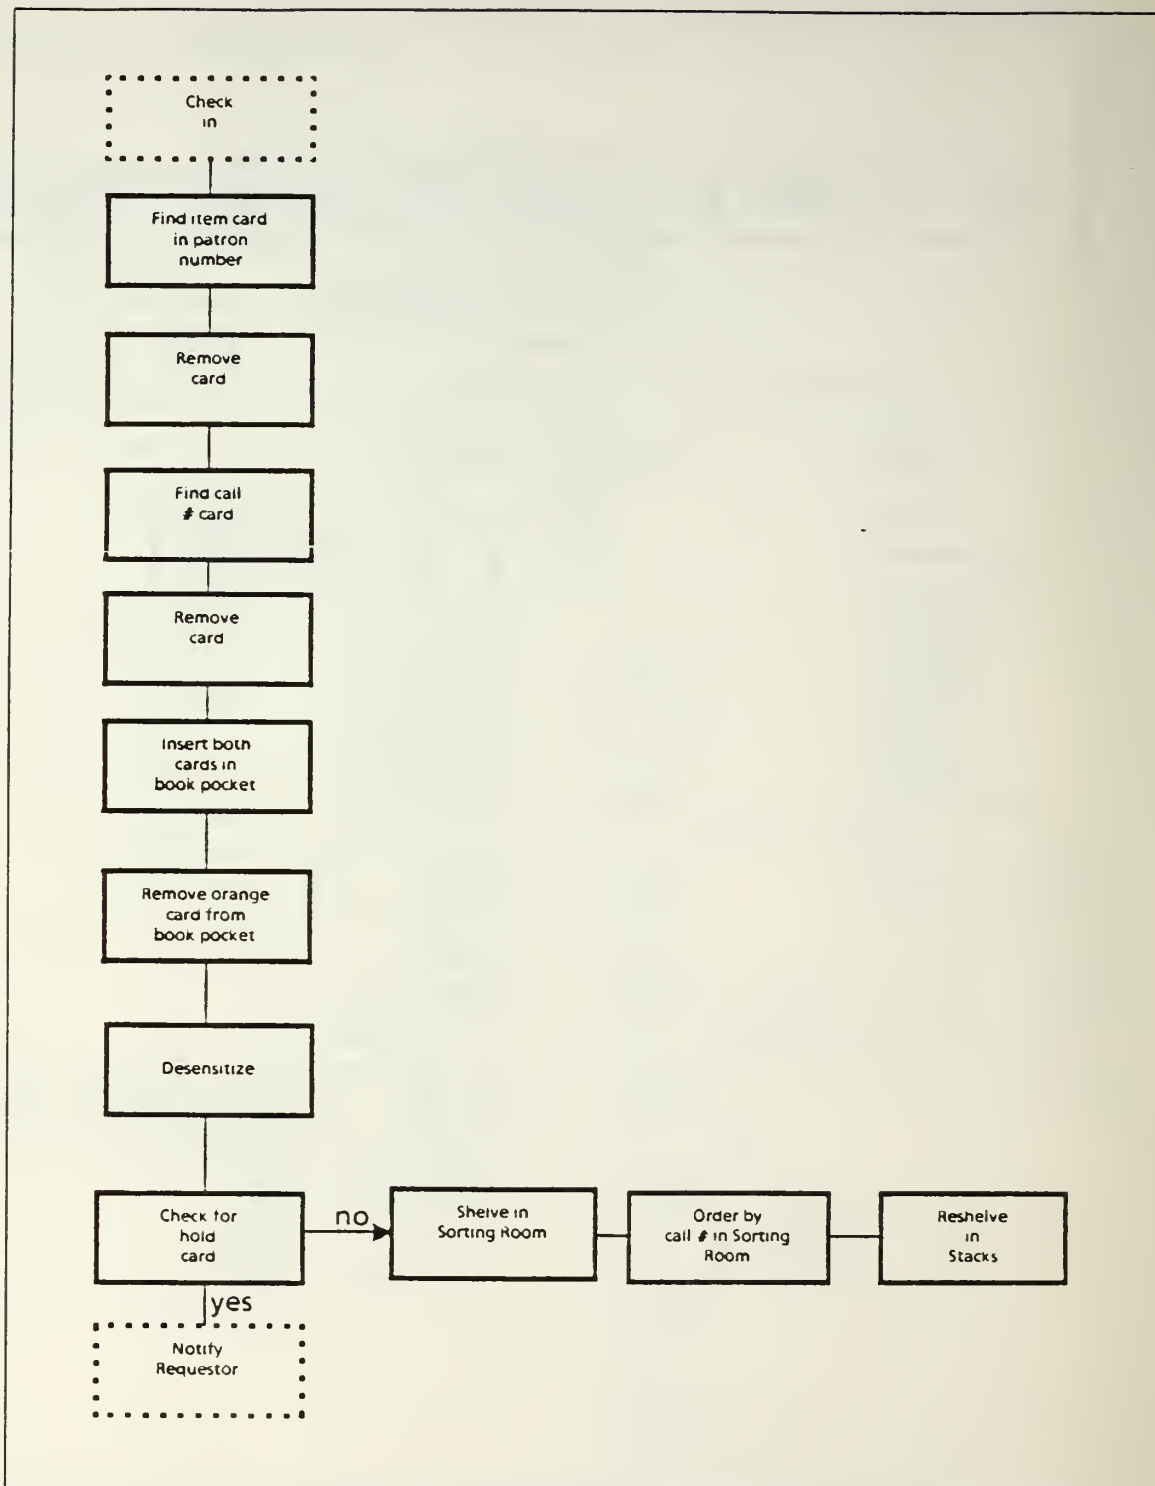 Check
in
Find item card
in patron
number
Remove
card
Find call
# card
Remove
card
Insert both
cards in
book pocket
Remove orange
card from
book pocket
Desensitize
Check for
hold
card
no
Shelve in
Sorting Room
Order by
call # in Sorting
Room
Reshelve
in
Stacks
yes
Notify
Requestor